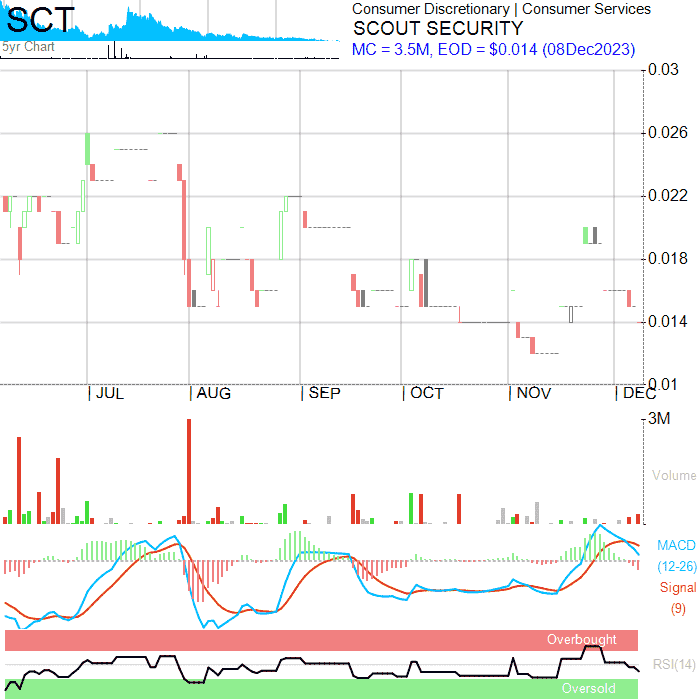 SCT
5yr Chart
Consumer Discretionary | Consumer Services
SCOUT SECURITY
MC = 3.5M, EOD = $0.014 (08Dec2023)
0.03
0.026
0.022
0.018
0.014
0.01
JUL AUG SEP OCT NOV DEC
3M
Volume
MACD
(12-26)
Signal
(9)
Overbought
RSI(14)
Oversold